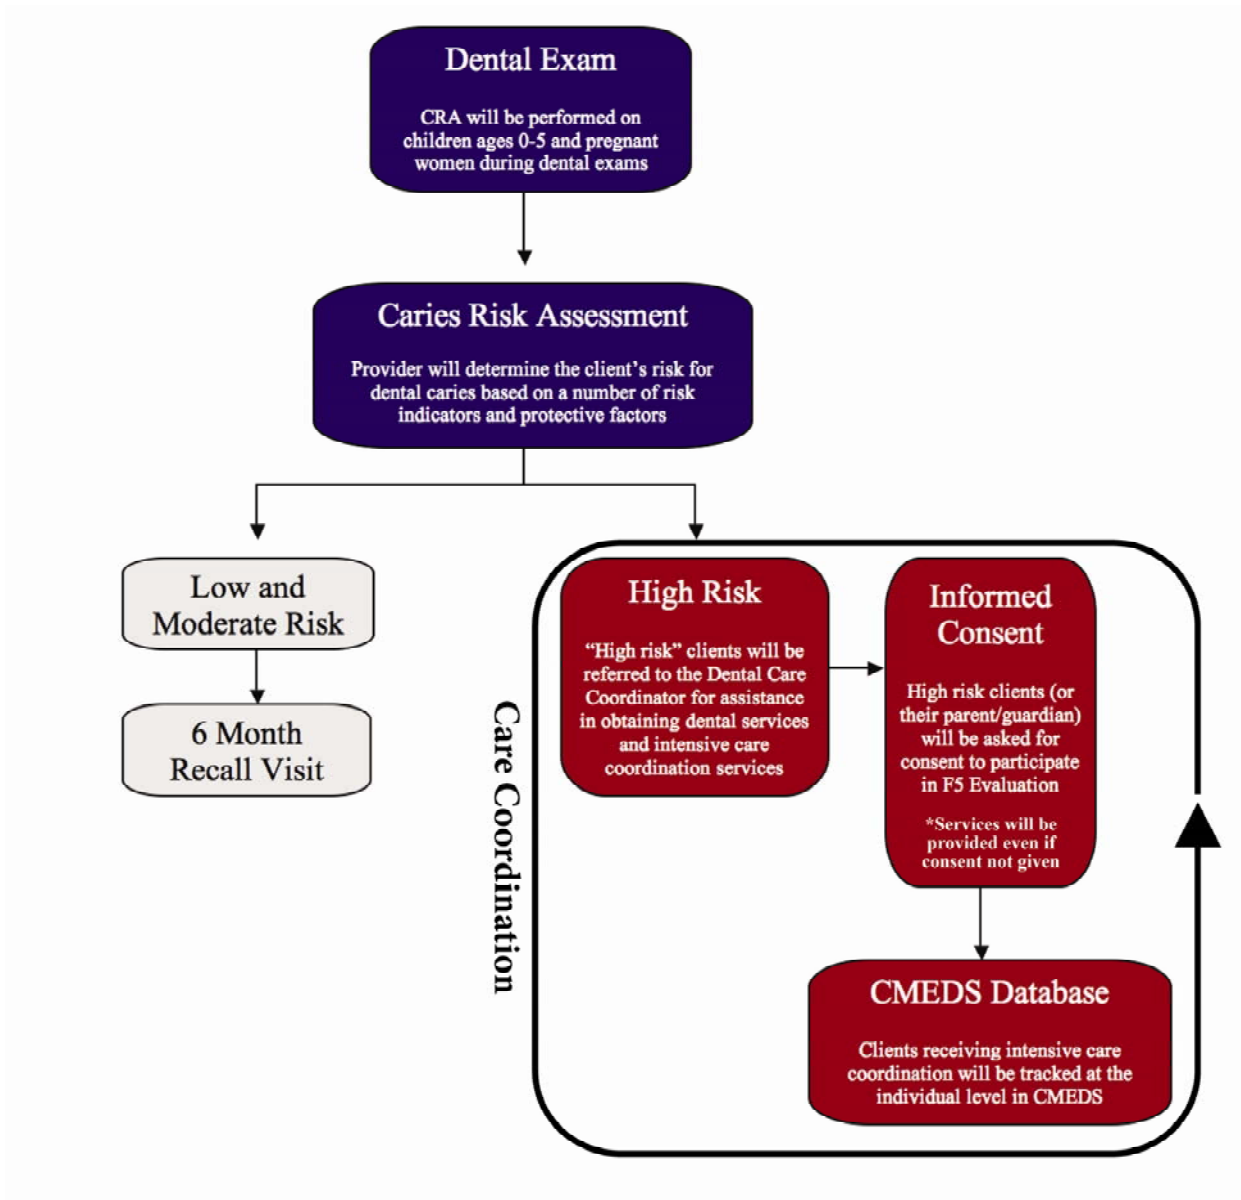 Dental Exam
CRA will be performed on
children ages 0-5 and pregnant
women during dental exams
Caries Risk Assessment
Provider will determine the client’s risk for
dental caries based on a number of risk
indicators and protective factors
Low and
Moderate Risk
6 Month
Recall Visit
Care Coordination
High Risk
“High risk” clients will be
referred to the Dental Care
Coordinator for assistance
in obtaining dental services
and intensive care
coordination services
Informed
Consent
High risk clients (or
their parent/guardian)
will be asked for
consent to participate
in F5 Evaluation
*Services will be
provided even if
consent not given
CMEDS Database
Clients receiving intensive care
coordination will be tracked at the
individual level in CMEDS